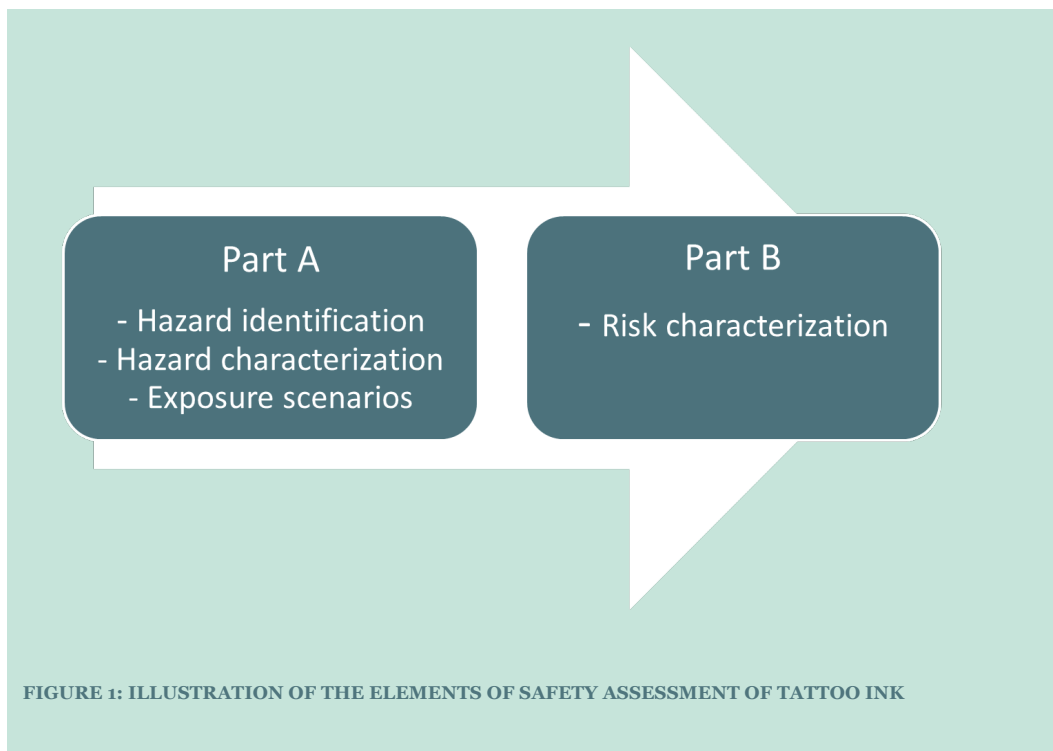 Part A
- Hazard identification
- Hazard characterization
- Exposure scenarios
Part B
- Risk characterization
FIGURE 1: ILLUSTRATION OF THE ELEMENTS OF SAFETY ASSESSMENT OF TATTOO INK